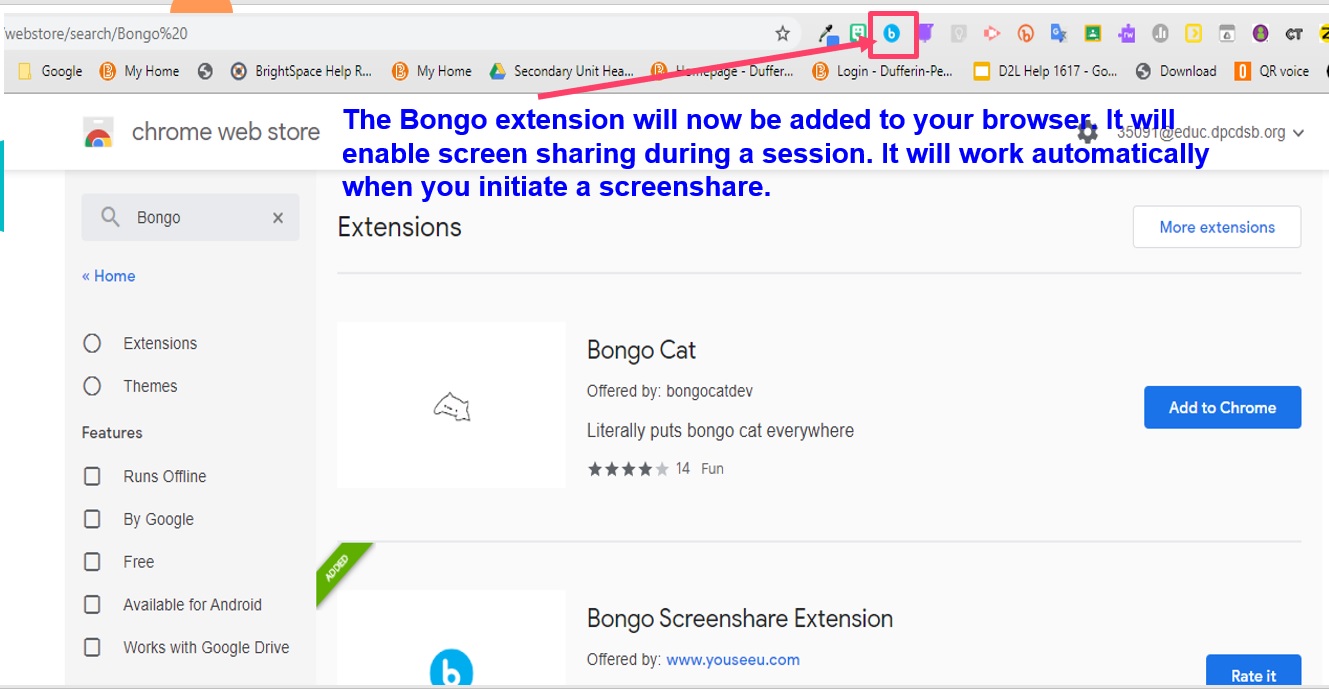 webstore/search/Bongo%20
Google My Home BrightSpace Help R... My Home Secondary Unit Hea... Homepage - Duffer... Login - Dufferin-Pe... D2L Help 1617 - Go... Download QR voice
chrome web store
The Bongo extension will now be added to your browser. It will
enable screen sharing during a session. It will work automatically
when you initiate a screenshare.
35091@educ.dpcdsb.org
Bongo
Extensions
More extensions
« Home
Extensions
Themes
Features
Runs Offline
By Google
Free
Available for Android
Works with Google Drive
Bongo Cat
Offered by: bongocatdev
Literally puts bongo cat everywhere
14 Fun
Add to Chrome
ADDED
Bongo Screenshare Extension
Offered by: www.youseeu.com
Rate it